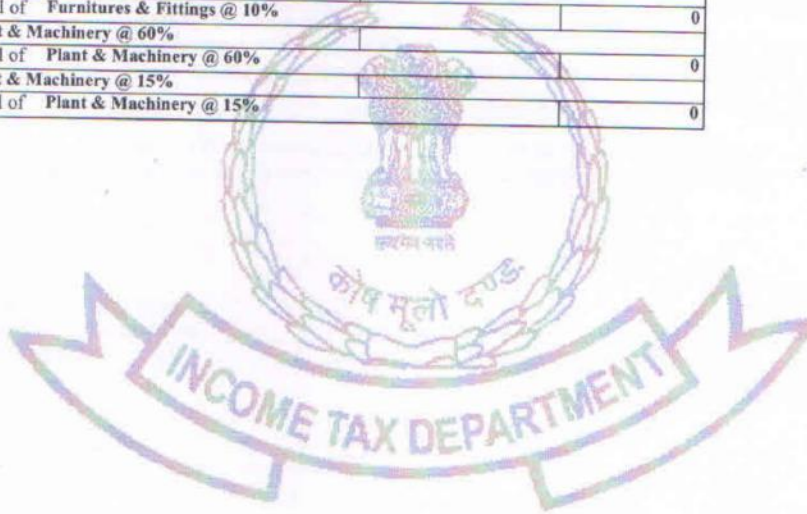 l of Furnitures & Fittings @ 10% 0
t & Machinery @ 60%
l of Plant & Machinery @ 60% 0
t & Machinery @ 15%
l of Plant & Machinery @ 15% 0
सत्यमेव जयते
कोष मूलो दण्डः
INCOME TAX DEPARTMENT